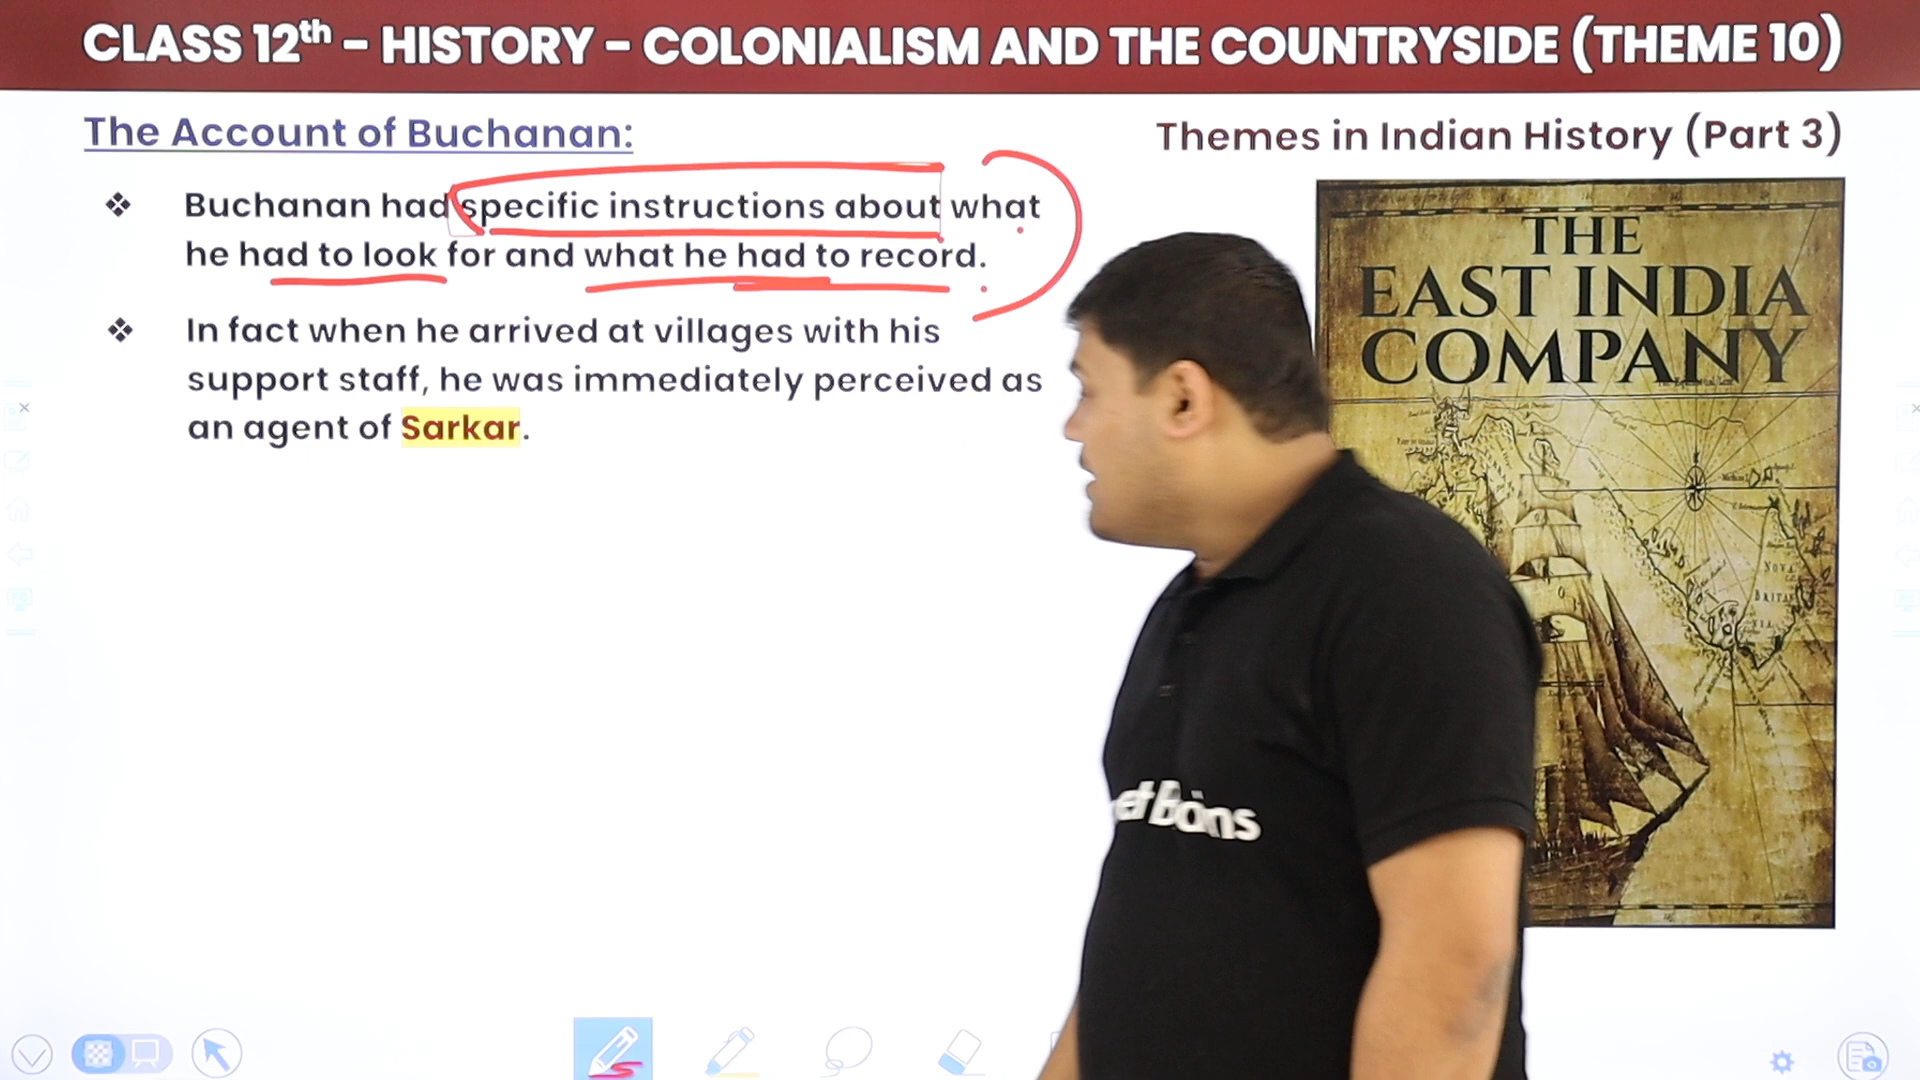 CLASS 12th – HISTORY – COLONIALISM AND THE COUNTRYSIDE (THEME 10)
The Account of Buchanan:
Themes in Indian History (Part 3)
❖ Buchanan had specific instructions about what
he had to look for and what he had to record.
❖ In fact when he arrived at villages with his
support staff, he was immediately perceived as
an agent of Sarkar.
THE
EAST INDIA
COMPANY